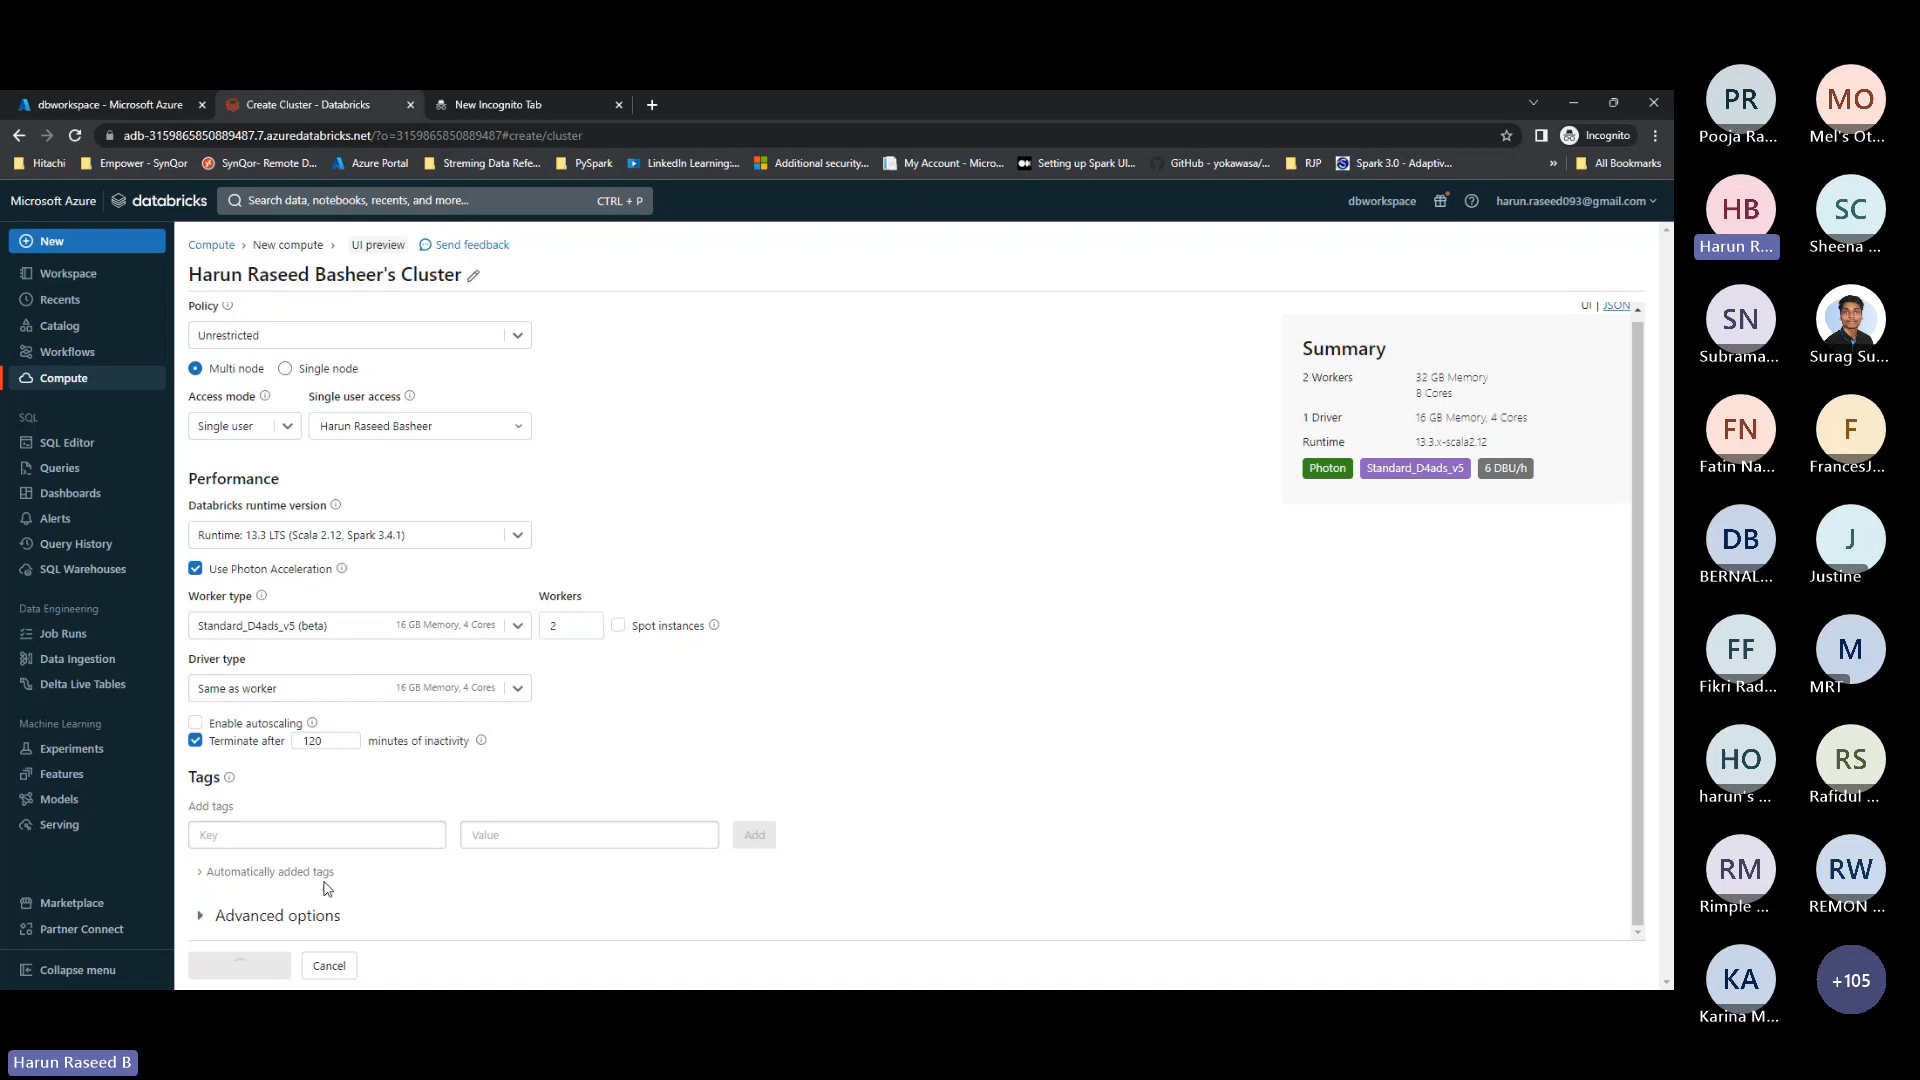 dbworkspace - Microsoft Azure
Create Cluster - Databricks
New Incognito Tab
adb-3159865850889487.7.azuredatabricks.net/?o=3159865850889487#create/cluster
Incognito
Hitachi
Empower - SynQor
SynQor- Remote D...
Azure Portal
Streming Data Refe...
PySpark
LinkedIn Learning:...
Additional security...
My Account - Micro...
Setting up Spark UI...
GitHub - yokawasa/...
RJP
Spark 3.0 - Adaptiv...
All Bookmarks
Microsoft Azure
databricks
Search data, notebooks, recents, and more...
CTRL + P
dbworkspace
harun.raseed093@gmail.com
New
Workspace
Recents
Catalog
Workflows
Compute
SQL
SQL Editor
Queries
Dashboards
Alerts
Query History
SQL Warehouses
Data Engineering
Job Runs
Data Ingestion
Delta Live Tables
Machine Learning
Experiments
Features
Models
Serving
Marketplace
Partner Connect
Collapse menu
Compute > New compute > UI preview Send feedback
Harun Raseed Basheer's Cluster
UI | JSON
Policy
Unrestricted
Multi node Single node
Access mode Single user access
Single user Harun Raseed Basheer
Performance
Databricks runtime version
Runtime: 13.3 LTS (Scala 2.12, Spark 3.4.1)
Use Photon Acceleration
Worker type Workers
Standard_D4ads_v5 (beta) 16 GB Memory, 4 Cores 2 Spot instances
Driver type
Same as worker 16 GB Memory, 4 Cores
Enable autoscaling
Terminate after 120 minutes of inactivity
Tags
Add tags
Key Value Add
Automatically added tags
Advanced options
Cancel
Summary
2 Workers 32 GB Memory
8 Cores
1 Driver 16 GB Memory, 4 Cores
Runtime 13.3.x-scala2.12
Photon Standard_D4ads_v5 6 DBU/h
PR
Pooja Ra...
MO
Mel's Ot...
HB
Harun R...
SC
Sheena ...
SN
Subrama...
Surag Su...
FN
Fatin Na...
F
FrancesJ...
DB
BERNAL...
J
Justine
FF
Fikri Rad...
M
MRT
HO
harun's ...
RS
Rafidul ...
RM
Rimple ...
RW
REMON ...
KA
Karina M...
+105
Harun Raseed B